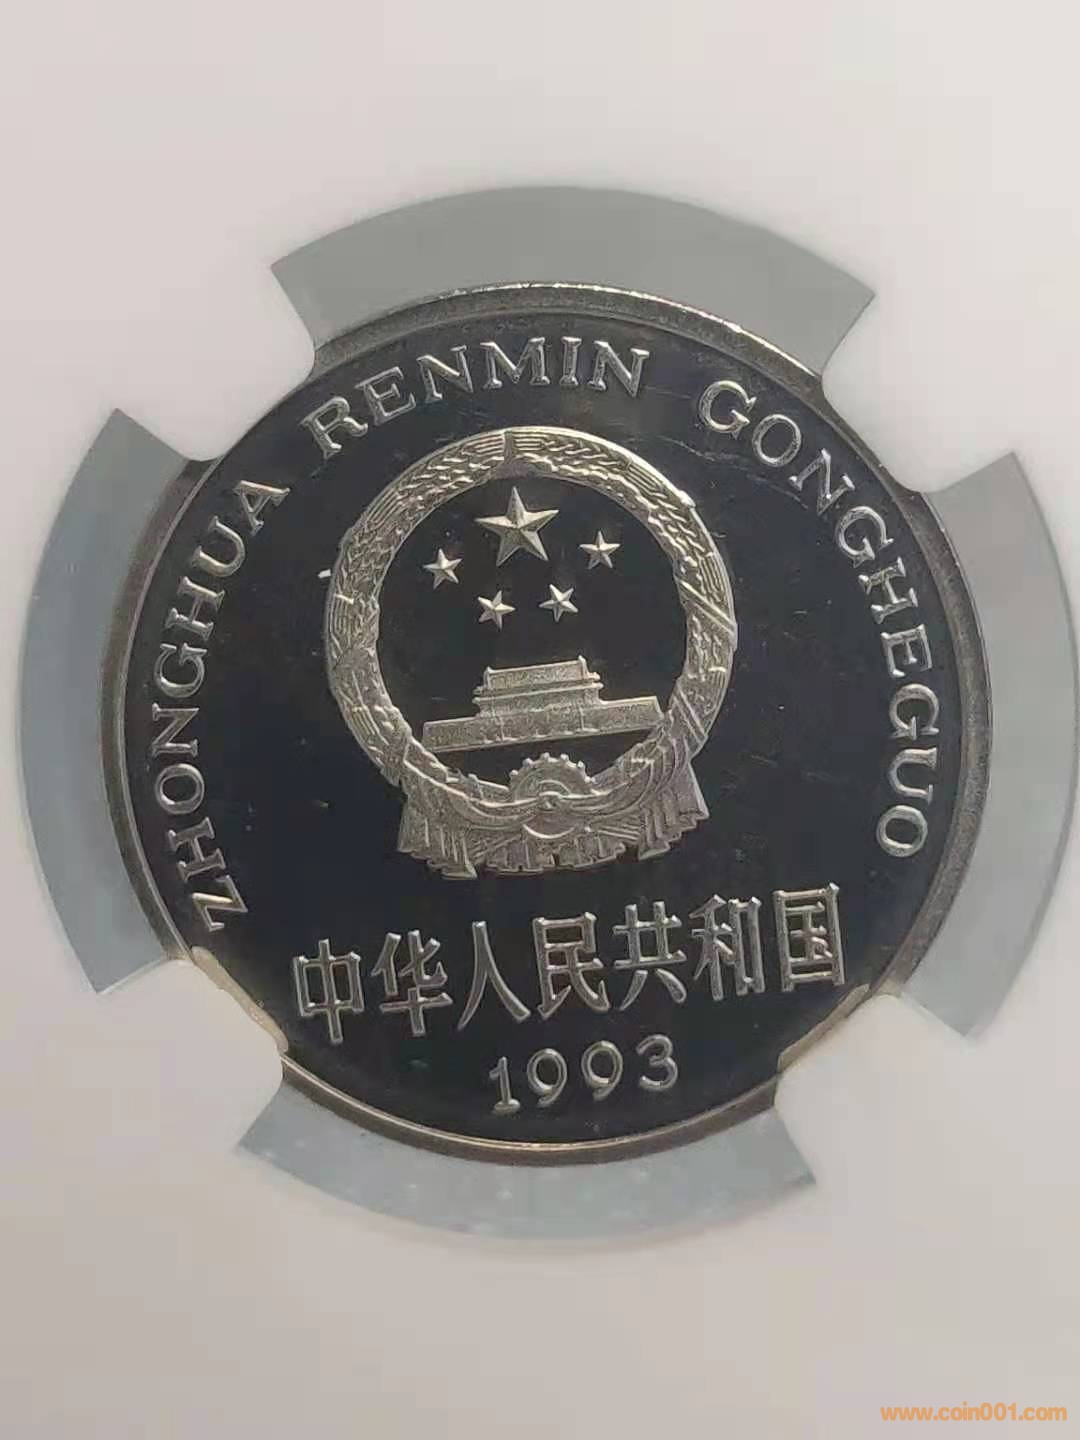 ZHONGHUA RENMIN GONGHEGUO
中华人民共和国
1993
www.coin001.com